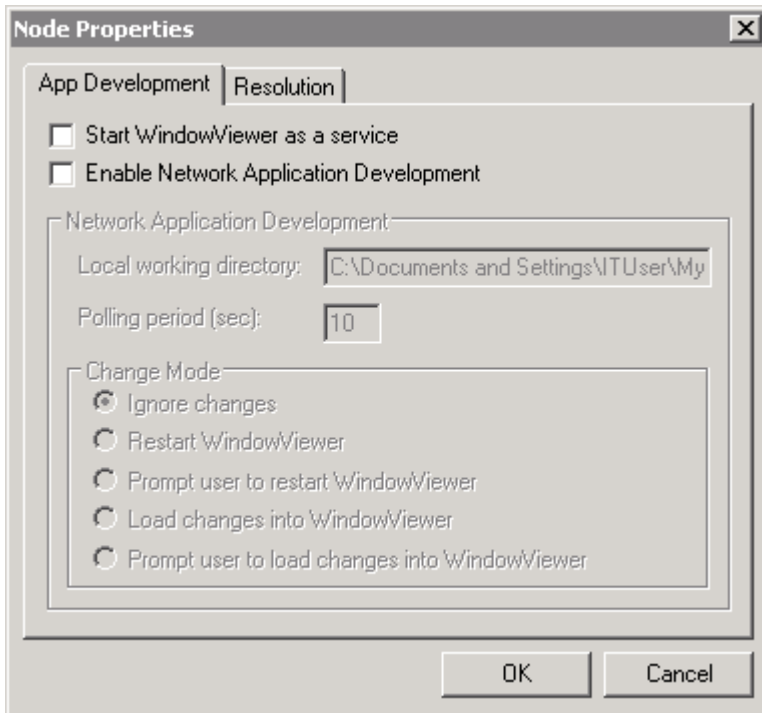 Node Properties
App Development
Resolution
Start WindowViewer as a service
Enable Network Application Development
Network Application Development
Local working directory: C:\Documents and Settings\ITUser\My
Polling period (sec): 10
Change Mode
Ignore changes
Restart WindowViewer
Prompt user to restart WindowViewer
Load changes into WindowViewer
Prompt user to load changes into WindowViewer
OK Cancel